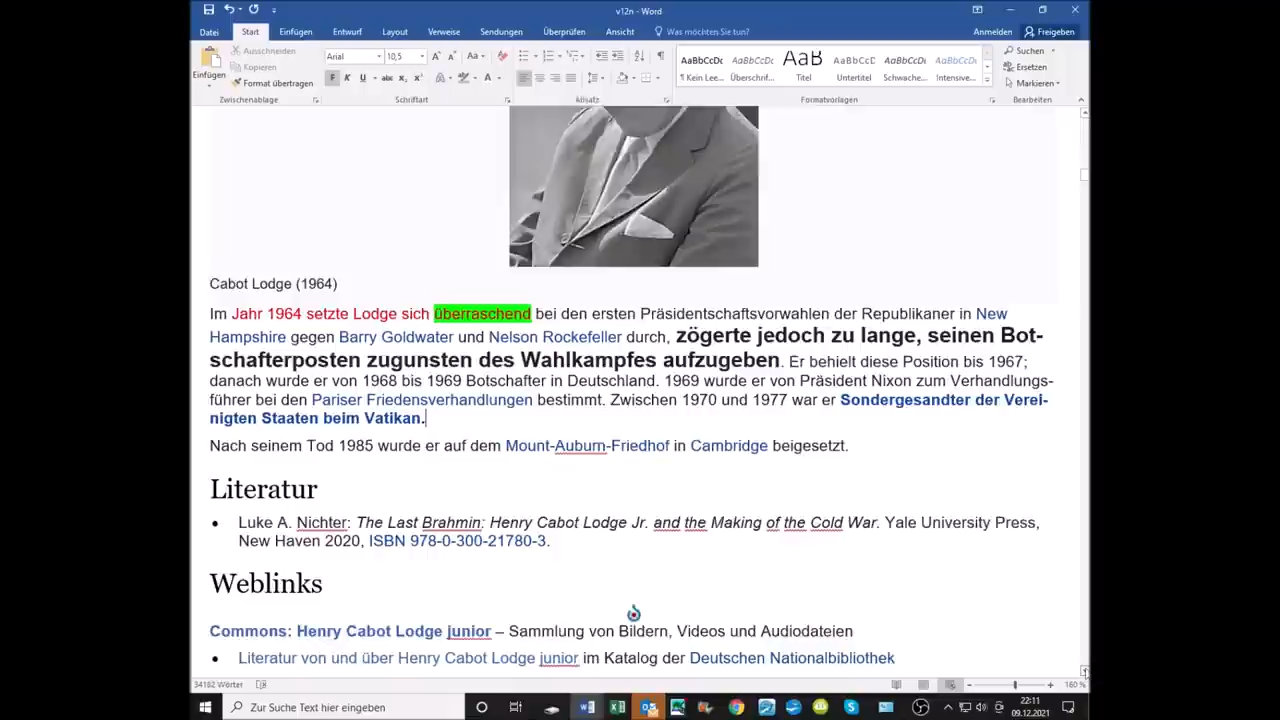 v12n - Word
Datei Start Einfügen Entwurf Layout Verweise Sendungen Überprüfen Ansicht Was möchten Sie tun? Anmelden Freigeben
Einfügen
Ausschneiden
Kopieren
Format übertragen
Zwischenablage
Arial 10,5
F K U abc x₂ x²
Schriftart
Absatz
AaBbCcDc AaBbCcDc AaB AaBbCcD AaBbCcDc AaBbCcDc
¶ Kein Lee... Überschrif... Titel Untertitel Schwache... Intensive...
Formatvorlagen
Suchen
Ersetzen
Markieren
Bearbeiten
Cabot Lodge (1964)
Im Jahr 1964 setzte Lodge sich überraschend bei den ersten Präsidentschaftsvorwahlen der Republikaner in New
Hampshire gegen Barry Goldwater und Nelson Rockefeller durch, zögerte jedoch zu lange, seinen Bot-
schafterposten zugunsten des Wahlkampfes aufzugeben. Er behielt diese Position bis 1967;
danach wurde er von 1968 bis 1969 Botschafter in Deutschland. 1969 wurde er von Präsident Nixon zum Verhandlungs-
führer bei den Pariser Friedensverhandlungen bestimmt. Zwischen 1970 und 1977 war er Sondergesandter der Verei-
nigten Staaten beim Vatikan.
Nach seinem Tod 1985 wurde er auf dem Mount-Auburn-Friedhof in Cambridge beigesetzt.
Literatur
• Luke A. Nichter: The Last Brahmin: Henry Cabot Lodge Jr. and the Making of the Cold War. Yale University Press,
New Haven 2020, ISBN 978-0-300-21780-3.
Weblinks
Commons: Henry Cabot Lodge junior – Sammlung von Bildern, Videos und Audiodateien
• Literatur von und über Henry Cabot Lodge junior im Katalog der Deutschen Nationalbibliothek
34182 Wörter
160 %
Zur Suche Text hier eingeben
22:11
09.12.2021